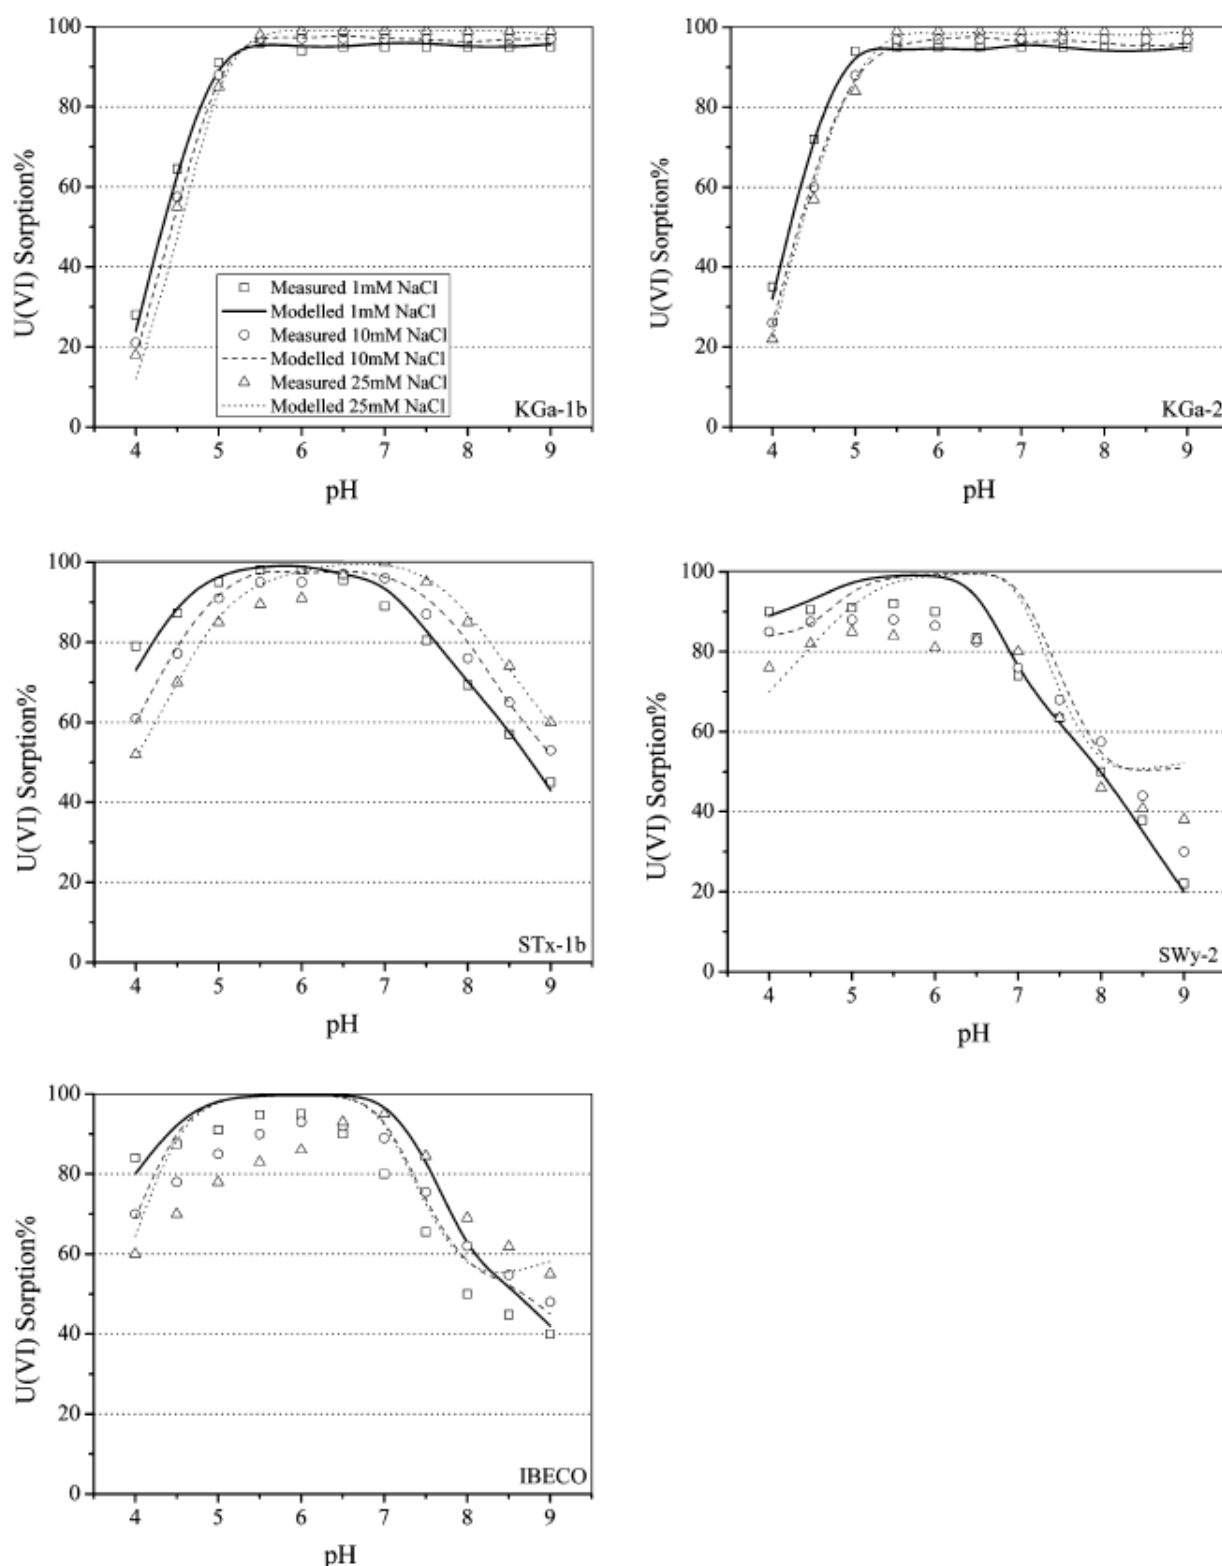 100
80
60
40
20
0
U(VI) Sorption%
Measured 1mM NaCl
Modelled 1mM NaCl
Measured 10mM NaCl
Modelled 10mM NaCl
Measured 25mM NaCl
Modelled 25mM NaCl
KGa-1b
4 5 6 7 8 9
pH
100
80
60
40
20
0
U(VI) Sorption%
KGa-2
4 5 6 7 8 9
pH
100
80
60
40
20
0
U(VI) Sorption%
STx-1b
4 5 6 7 8 9
pH
100
80
60
40
20
0
U(VI) Sorption%
SWy-2
4 5 6 7 8 9
pH
100
80
60
40
20
0
U(VI) Sorption%
IBECO
4 5 6 7 8 9
pH